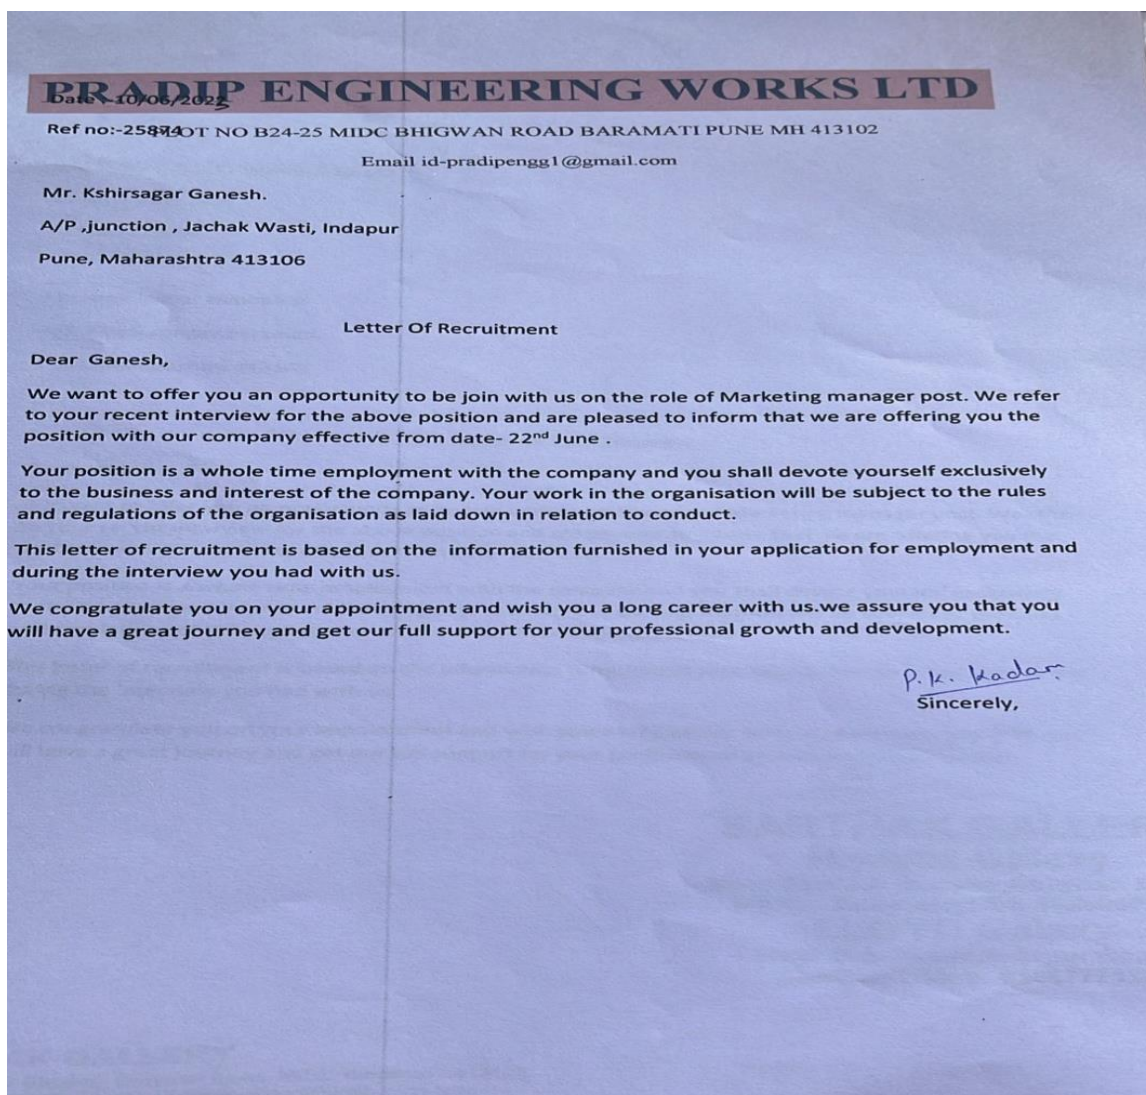 PRADIP ENGINEERING WORKS LTD
Date :-10/06/2022
Ref no:-25874
PLOT NO B24-25 MIDC BHIGWAN ROAD BARAMATI PUNE MH 413102
Email id-pradipengg1@gmail.com
Mr. Kshirsagar Ganesh.
A/P ,junction , Jachak Wasti, Indapur
Pune, Maharashtra 413106
Letter Of Recruitment
Dear Ganesh,
We want to offer you an opportunity to be join with us on the role of Marketing manager post. We refer
to your recent interview for the above position and are pleased to inform that we are offering you the
position with our company effective from date- 22nd June .
Your position is a whole time employment with the company and you shall devote yourself exclusively
to the business and interest of the company. Your work in the organisation will be subject to the rules
and regulations of the organisation as laid down in relation to conduct.
This letter of recruitment is based on the information furnished in your application for employment and
during the interview you had with us.
We congratulate you on your appointment and wish you a long career with us.we assure you that you
will have a great journey and get our full support for your professional growth and development.
P. K. Kadam
Sincerely,